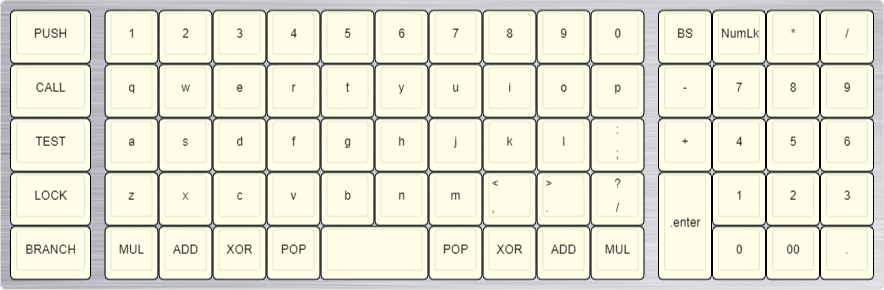 PUSH 1 2 3 4 5 6 7 8 9 0 BS NumLk * /
CALL q w e r t y u i o p - 7 8 9
TEST a s d f g h j k l : ; + 4 5 6
LOCK z x c v b n m < , > . ? / .enter 1 2 3
BRANCH MUL ADD XOR POP POP XOR ADD MUL 0 00 .